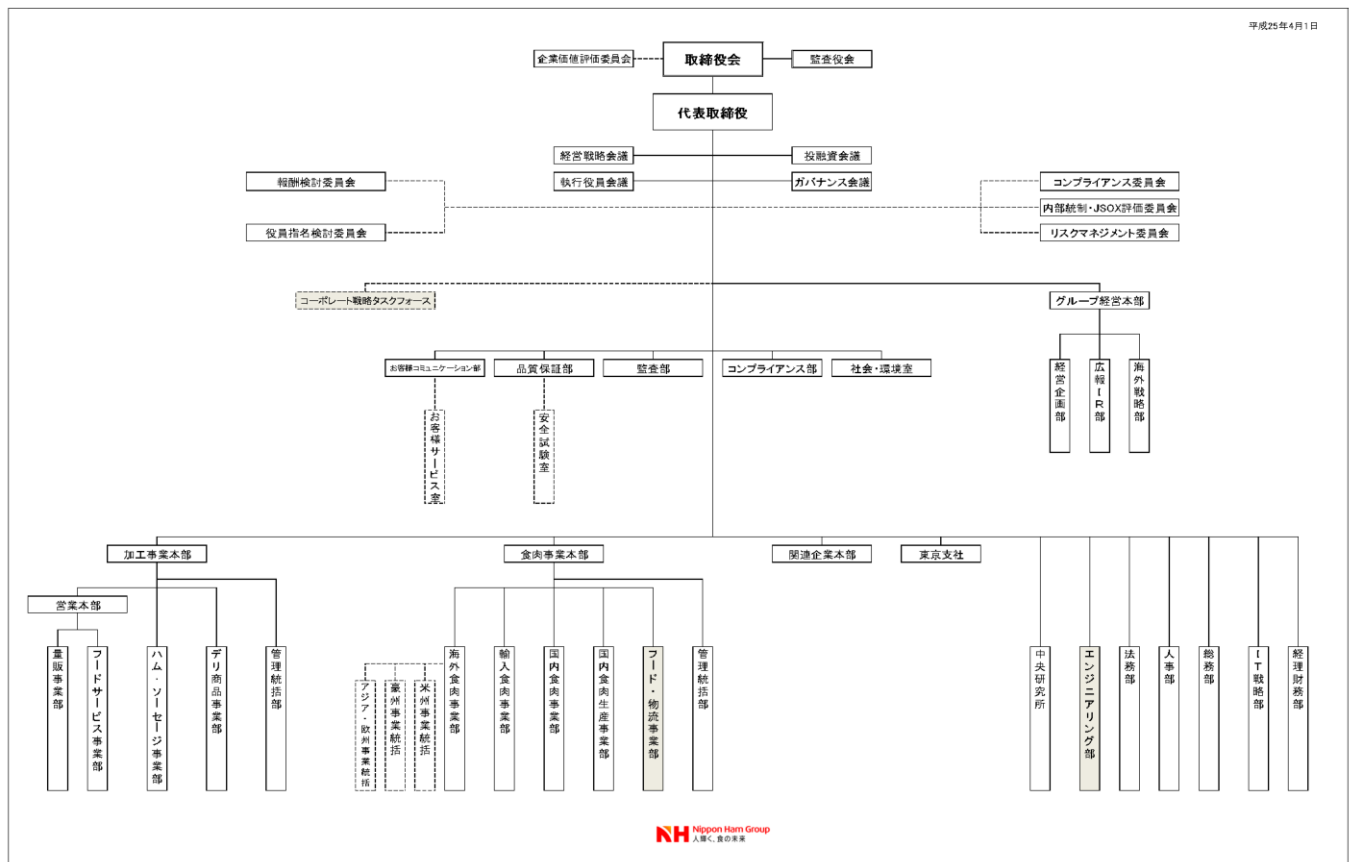 平成25年4月1日
企業価値評価委員会
取締役会
監査役会
代表取締役
経営戦略会議
投融資会議
報酬検討委員会
執行役員会議
ガバナンス会議
コンプライアンス委員会
内部統制・JSOX評価委員会
役員指名検討委員会
リスクマネジメント委員会
コーポレート戦略タスクフォース
グループ経営本部
お客様コミュニケーション部
品質保証部
監査部
コンプライアンス部
社会・環境室
経営企画部
広報IR部
海外戦略部
お客様サービス室
安全試験室
加工事業本部
食肉事業本部
関連企業本部
東京支社
営業本部
量販事業部
フードサービス事業部
ハム・ソーセージ事業部
デリ商品事業部
管理統括部
アジア・欧州事業統括
豪州事業統括
米州事業統括
海外食肉事業部
輸入食肉事業部
国内食肉事業部
国内食肉生産事業部
フード・物流事業部
管理統括部
中央研究所
エンジニアリング部
法務部
人事部
総務部
IT戦略部
経理財務部
NH Nippon Ham Group
人輝く、食の未来